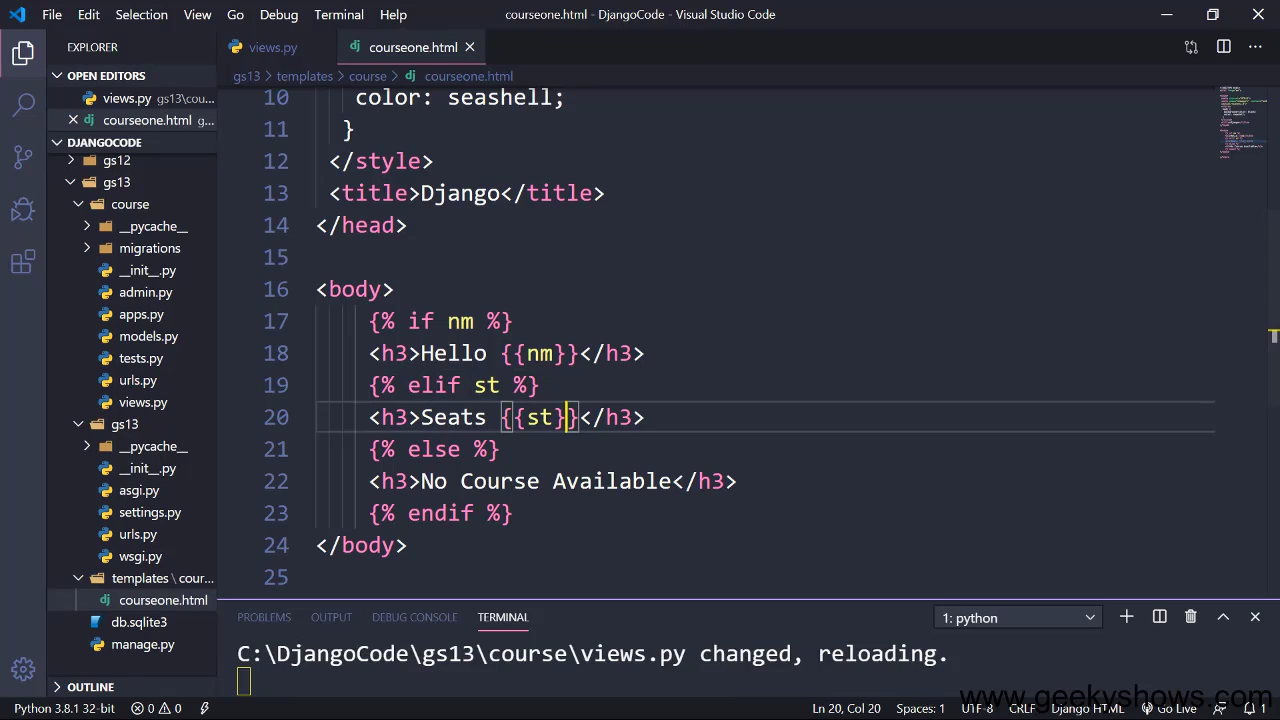 File Edit Selection View Go Debug Terminal Help courseone.html - DjangoCode - Visual Studio Code
EXPLORER
OPEN EDITORS
views.py gs13\cou...
courseone.html g...
DJANGOCODE
gs12
gs13
course
__pycache__
migrations
__init__.py
admin.py
apps.py
models.py
tests.py
urls.py
views.py
gs13
__pycache__
__init__.py
asgi.py
settings.py
urls.py
wsgi.py
templates \ cour...
courseone.html
db.sqlite3
manage.py
OUTLINE
views.py courseone.html
gs13 > templates > course > courseone.html
10 color: seashell;
11 }
12 </style>
13 <title>Django</title>
14 </head>
15
16 <body>
17 {% if nm %}
18 <h3>Hello {{nm}}</h3>
19 {% elif st %}
20 <h3>Seats {{st}}</h3>
21 {% else %}
22 <h3>No Course Available</h3>
23 {% endif %}
24 </body>
25
PROBLEMS OUTPUT DEBUG CONSOLE TERMINAL 1: python
C:\DjangoCode\gs13\course\views.py changed, reloading.
www.geekyshows.com
Python 3.8.1 32-bit 0 0 Ln 20, Col 20 Spaces: 1 UTF-8 CRLF Django HTML Go Live 1